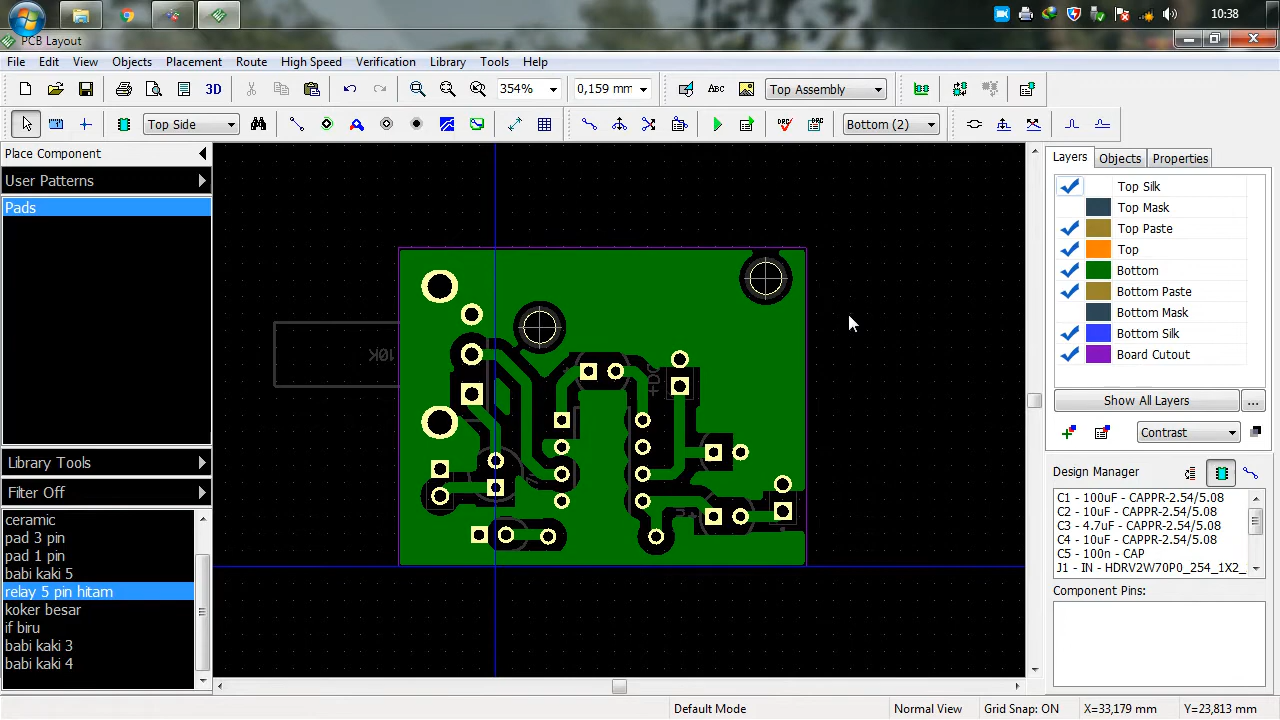 10:38
PCB Layout
File Edit View Objects Placement Route High Speed Verification Library Tools Help
3D 354% 0,159 mm ABC Top Assembly
Top Side DRC Bottom (2)
Place Component
User Patterns
Pads
Library Tools
Filter Off
ceramic
pad 3 pin
pad 1 pin
babi kaki 5
relay 5 pin hitam
koker besar
if biru
babi kaki 3
babi kaki 4
10K
Layers Objects Properties
Top Silk
Top Mask
Top Paste
Top
Bottom
Bottom Paste
Bottom Mask
Bottom Silk
Board Cutout
Show All Layers ...
Contrast
Design Manager
C1 - 100uF - CAPPR-2.54/5.08
C2 - 10uF - CAPPR-2.54/5.08
C3 - 4.7uF - CAPPR-2.54/5.08
C4 - 10uF - CAPPR-2.54/5.08
C5 - 100n - CAP
J1 - IN - HDRV2W70P0_254_1X2_
Component Pins:
Default Mode Normal View Grid Snap: ON X=33,179 mm Y=23,813 mm